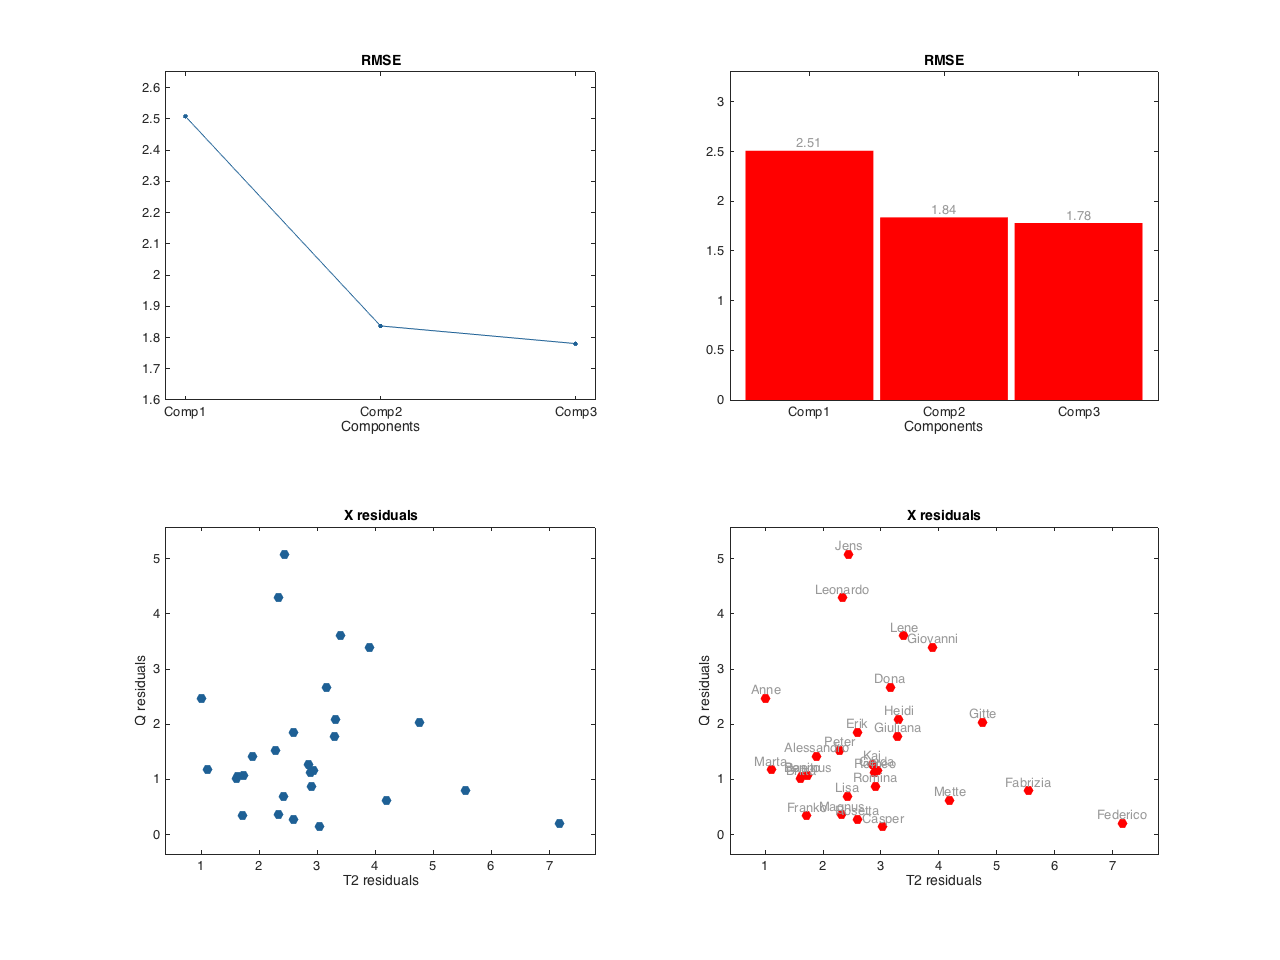 RMSE
2.6
2.5
2.4
2.3
2.2
2.1
2
1.9
1.8
1.7
1.6
Comp1 Comp2 Comp3
Components
RMSE
3
2.5
2
1.5
1
0.5
0
2.51
1.84
1.78
Comp1 Comp2 Comp3
Components
X residuals
Q residuals
5
4
3
2
1
0
1 2 3 4 5 6 7
T2 residuals
X residuals
Q residuals
5
4
3
2
1
0
Jens
Leonardo
Lene
Giovanni
Dona
Anne
Heidi
Gitte
Erik
Giuliana
Peter
Alessandro
Kai
Marta
Romina
Lisa
Fabrizia
Mette
Magnus
Franko
Rosetta
Federico
Casper
1 2 3 4 5 6 7
T2 residuals